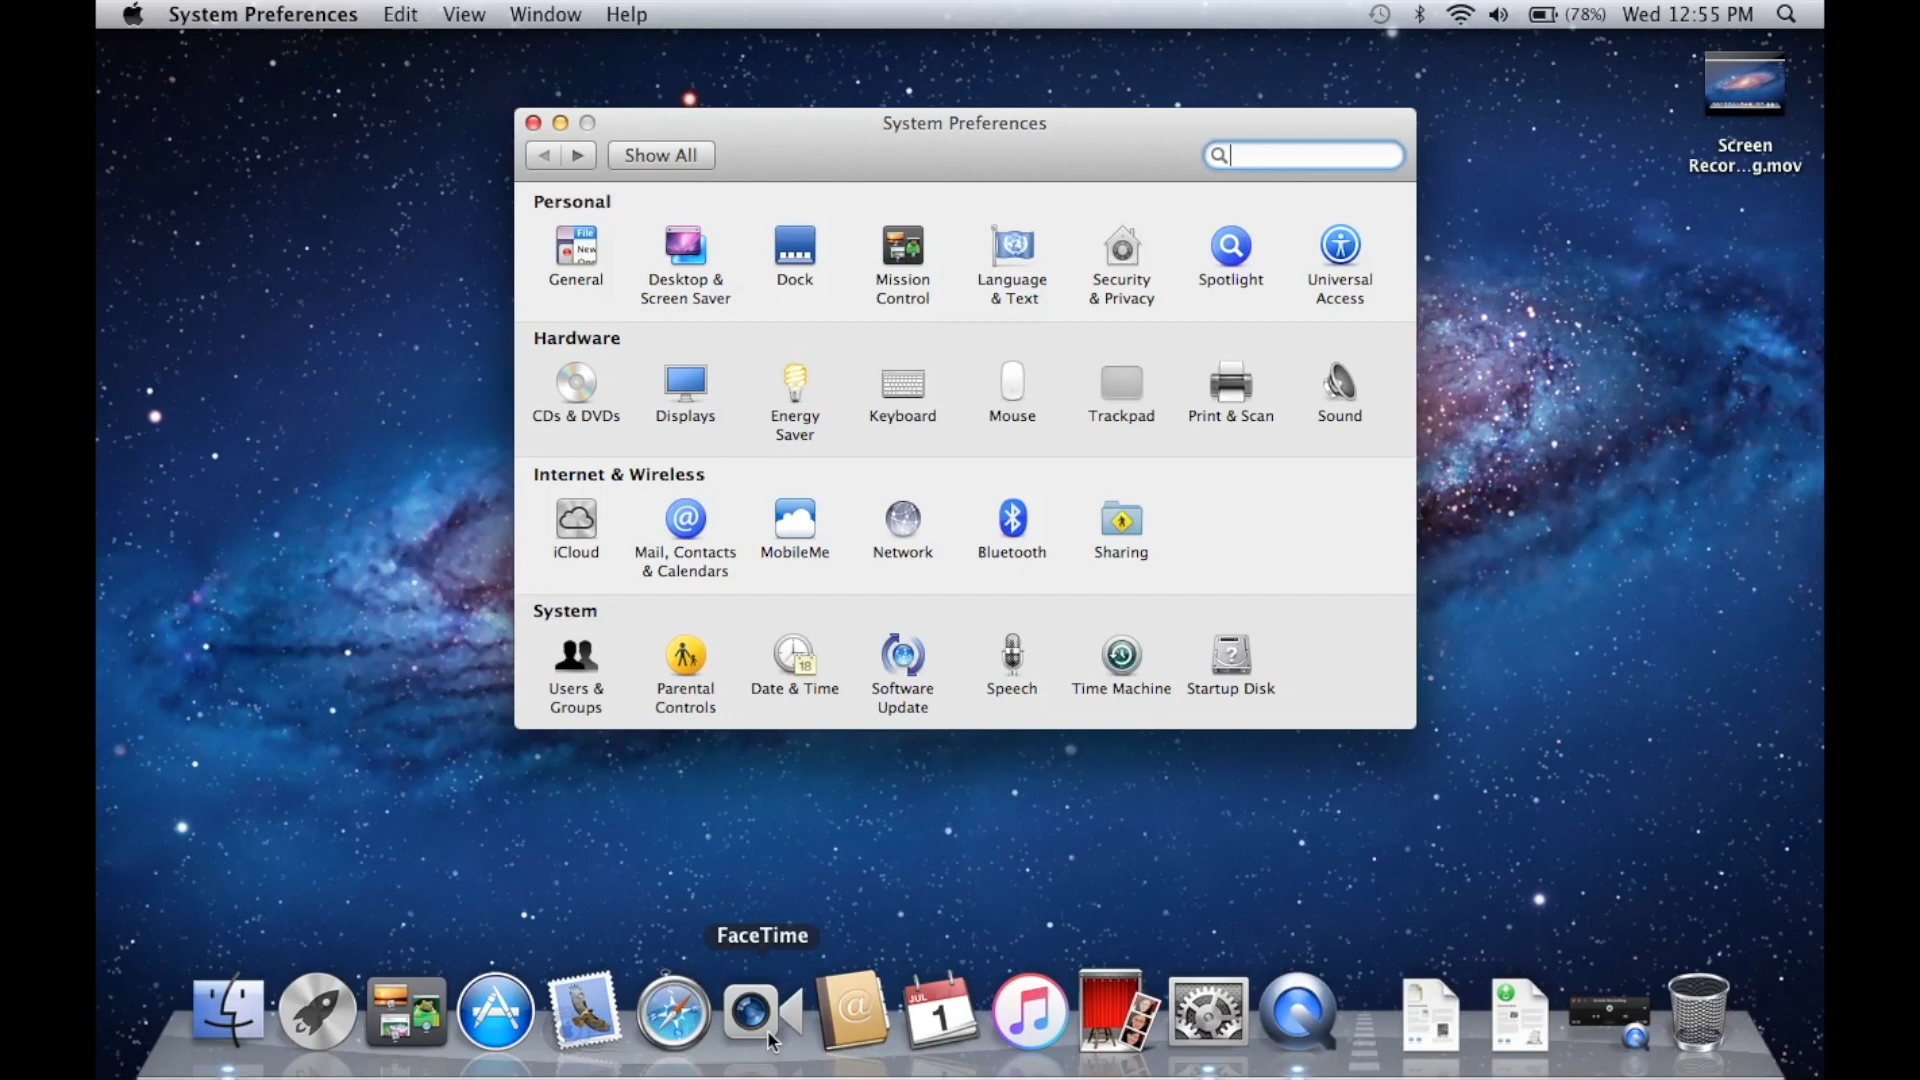 System Preferences Edit View Window Help (78%) Wed 12:55 PM
Screen
Recor...g.mov
System Preferences
Show All
Personal
General
Desktop &
Screen Saver
Dock
Mission
Control
Language
& Text
Security
& Privacy
Spotlight
Universal
Access
Hardware
CDs & DVDs
Displays
Energy
Saver
Keyboard
Mouse
Trackpad
Print & Scan
Sound
Internet & Wireless
iCloud
Mail, Contacts
& Calendars
MobileMe
Network
Bluetooth
Sharing
System
Users &
Groups
Parental
Controls
18
Date & Time
Software
Update
Speech
Time Machine
Startup Disk
FaceTime
JUL
1